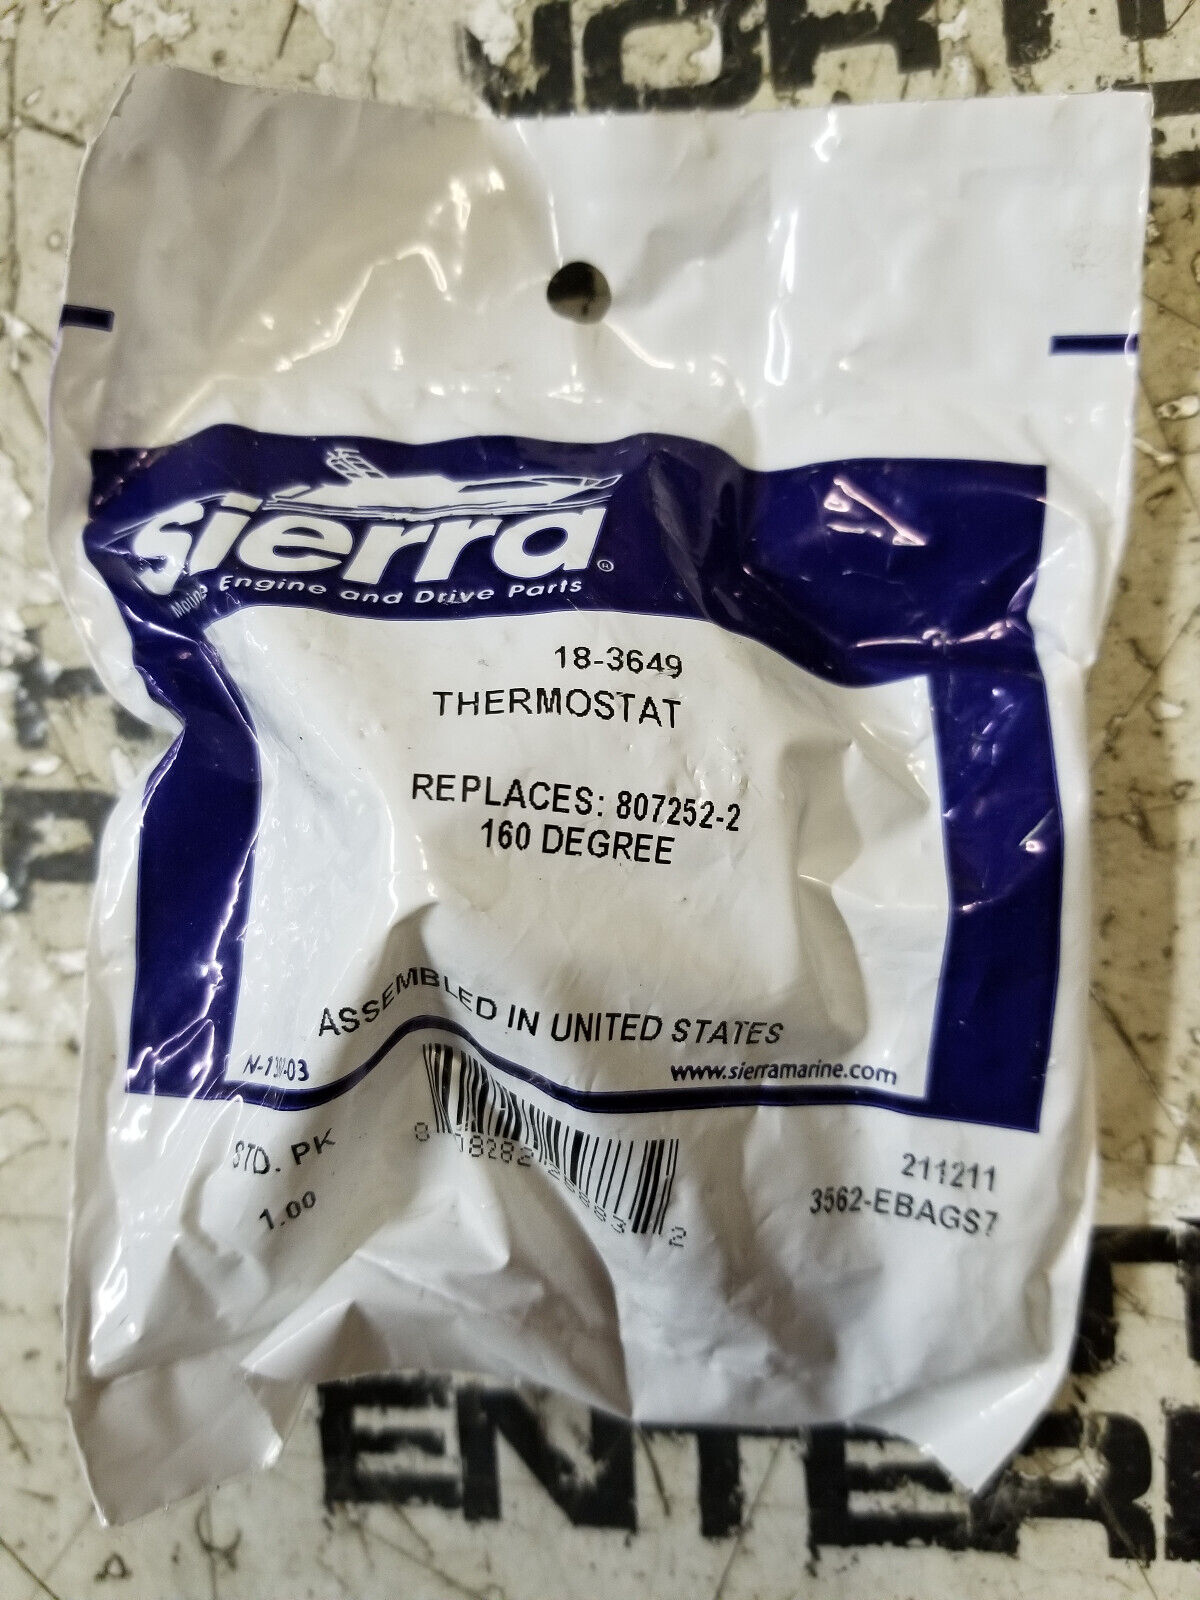 sierra®
Engine and Drive Parts
18-3649
THERMOSTAT
REPLACES: 807252-2
160 DEGREE
ASSEMBLED IN UNITED STATES
www.sierramarine.com
STD. PK
1.00
211211
3562-EBAGS7
ENTER